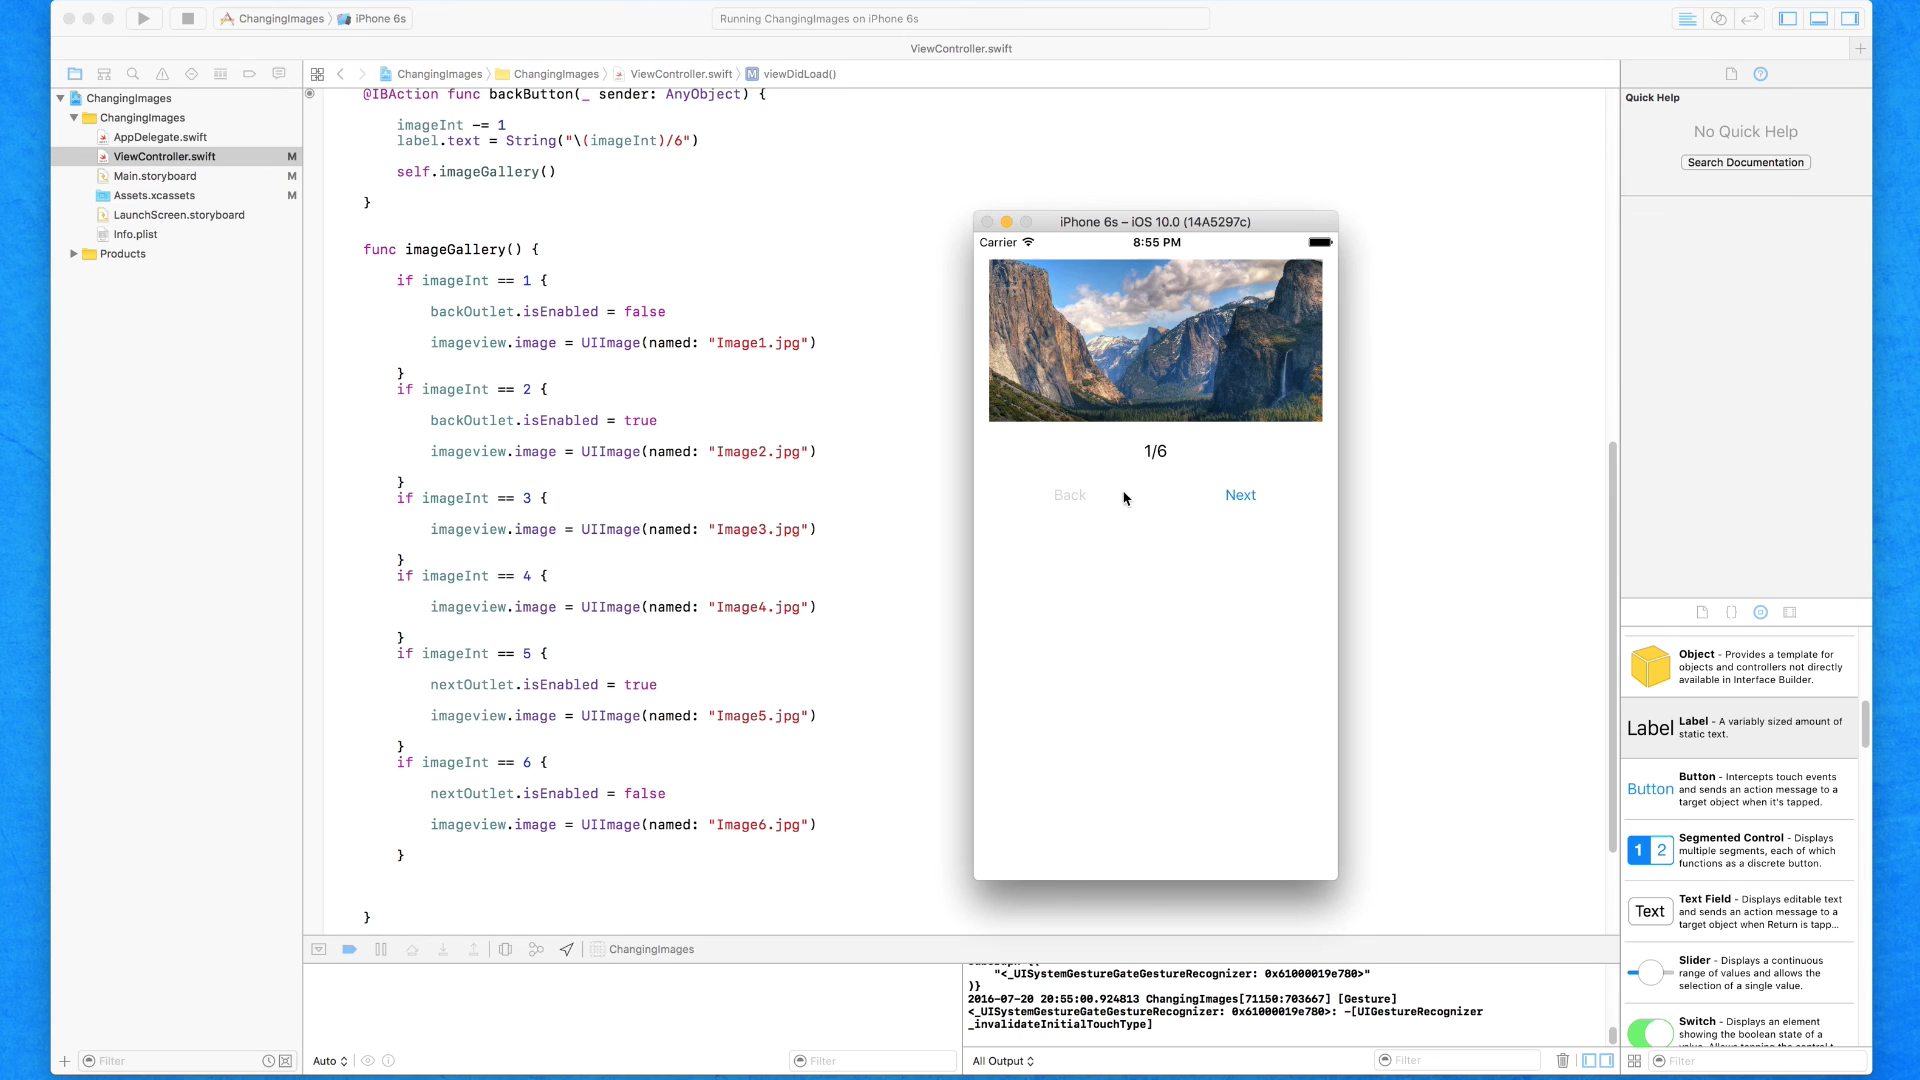 ChangingImages
iPhone 6s
Running ChangingImages on iPhone 6s
ViewController.swift
ChangingImages
ChangingImages
ViewController.swift
M
viewDidLoad()
ChangingImages
ChangingImages
AppDelegate.swift
ViewController.swift
M
Main.storyboard
M
Assets.xcassets
M
LaunchScreen.storyboard
Info.plist
Products
@IBAction func backButton(_ sender: AnyObject) {
imageInt -= 1
label.text = String("\(imageInt)/6")
self.imageGallery()
}
func imageGallery() {
if imageInt == 1 {
backOutlet.isEnabled = false
imageview.image = UIImage(named: "Image1.jpg")
}
if imageInt == 2 {
backOutlet.isEnabled = true
imageview.image = UIImage(named: "Image2.jpg")
}
if imageInt == 3 {
imageview.image = UIImage(named: "Image3.jpg")
}
if imageInt == 4 {
imageview.image = UIImage(named: "Image4.jpg")
}
if imageInt == 5 {
nextOutlet.isEnabled = true
imageview.image = UIImage(named: "Image5.jpg")
}
if imageInt == 6 {
nextOutlet.isEnabled = false
imageview.image = UIImage(named: "Image6.jpg")
}
}
iPhone 6s – iOS 10.0 (14A5297c)
Carrier
8:55 PM
1/6
Back
Next
Quick Help
No Quick Help
Search Documentation
Object - Provides a template for
objects and controllers not directly
available in Interface Builder.
Label
Label - A variably sized amount of
static text.
Button
Button - Intercepts touch events
and sends an action message to a
target object when it's tapped.
1 2
Segmented Control - Displays
multiple segments, each of which
functions as a discrete button.
Text
Text Field - Displays editable text
and sends an action message to a
target object when Return is tapp...
Slider - Displays a continuous
range of values and allows the
selection of a single value.
Switch - Displays an element
showing the boolean state of a
ChangingImages
"<_UISystemGestureGateGestureRecognizer: 0x61000019e780>"
)}
2016-07-20 20:55:00.924813 ChangingImages[71150:703667] [Gesture]
<_UISystemGestureGateGestureRecognizer: 0x61000019e780>: -[UIGestureRecognizer
_invalidateInitialTouchType]
Filter
Auto
Filter
All Output
Filter
Filter